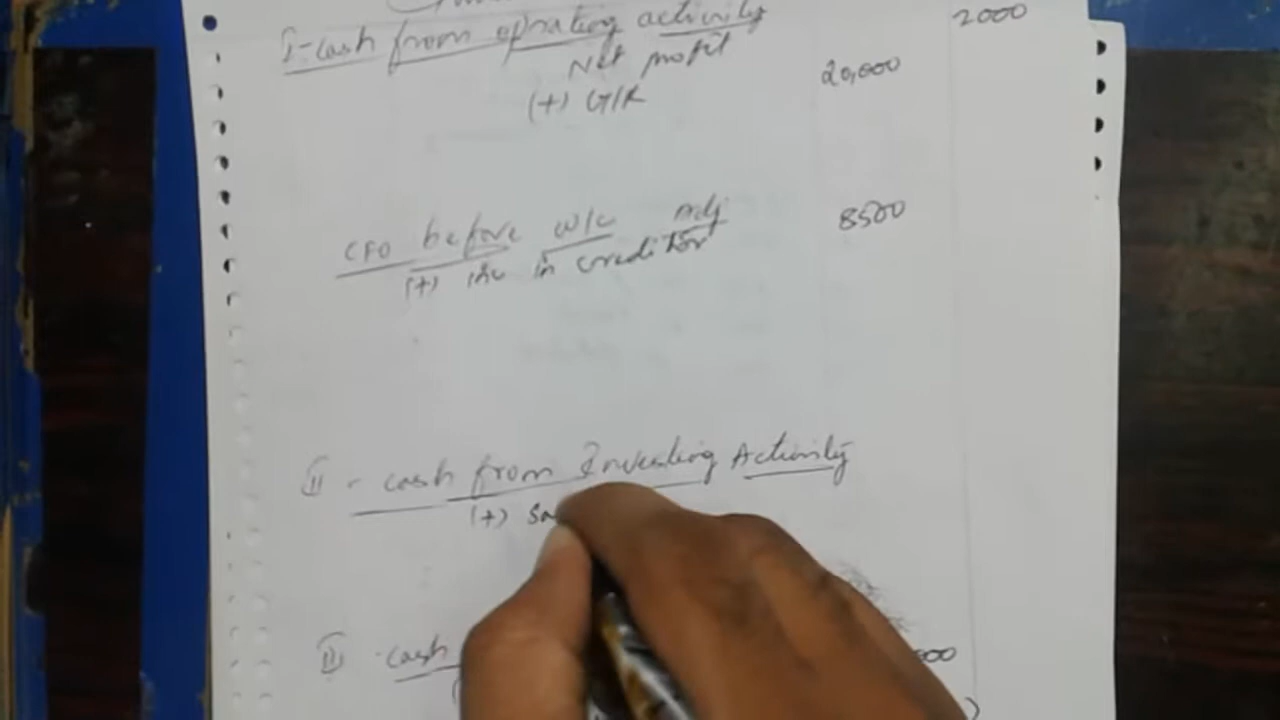 2000
I-cash from oprating activity
Net profit
(+) G/R 20,000
CFO before w/c adj
(+) inc in creditor 8500
II - cash from Investing Activity
(+) Sa
III cash